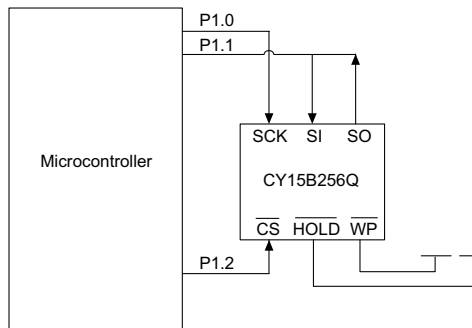 P1.0
P1.1
SCK SI SO
Microcontroller
CY15B256Q
CS HOLD WP
P1.2